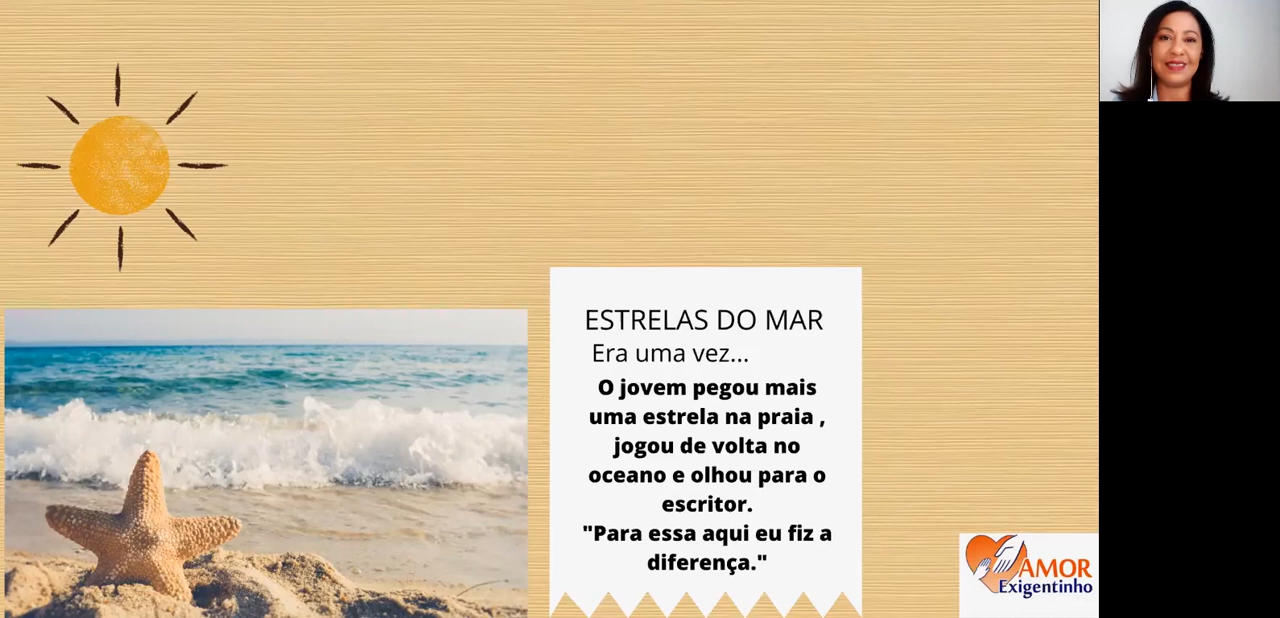 ESTRELAS DO MAR
Era uma vez...
O jovem pegou mais
uma estrela na praia ,
jogou de volta no
oceano e olhou para o
escritor.
"Para essa aqui eu fiz a
diferença."
AMOR
Exigentinho